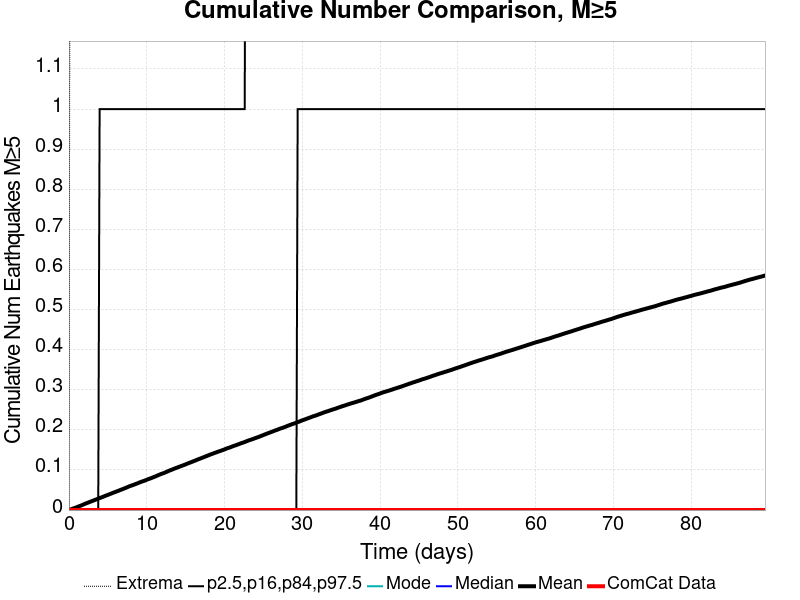 Cumulative Number Comparison, M≥5
Cumulative Num Earthquakes M≥5
1.1
1
0.9
0.8
0.7
0.6
0.5
0.4
0.3
0.2
0.1
0
0 10 20 30 40 50 60 70 80
Time (days)
Extrema p2.5,p16,p84,p97.5 Mode Median Mean ComCat Data